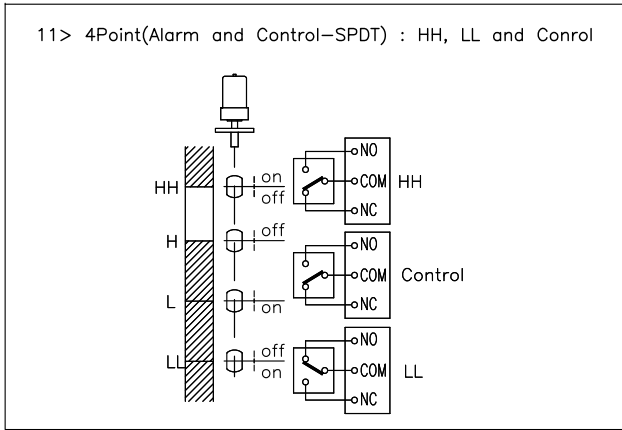 11> 4Point(Alarm and Control-SPDT) : HH, LL and Conrol
HH
on
off
NO
COM
NC
HH
H
off
L
on
NO
COM
NC
Control
LL
off
on
NO
COM
NC
LL